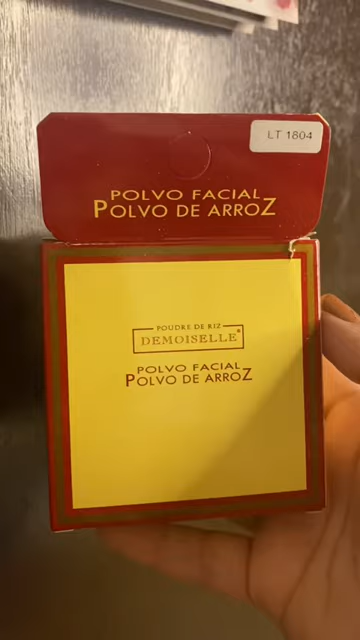 LT 1804
POLVO FACIAL
POLVO DE ARROZ
POUDRE DE RIZ
DEMOISELLE®
POLVO FACIAL
POLVO DE ARROZ